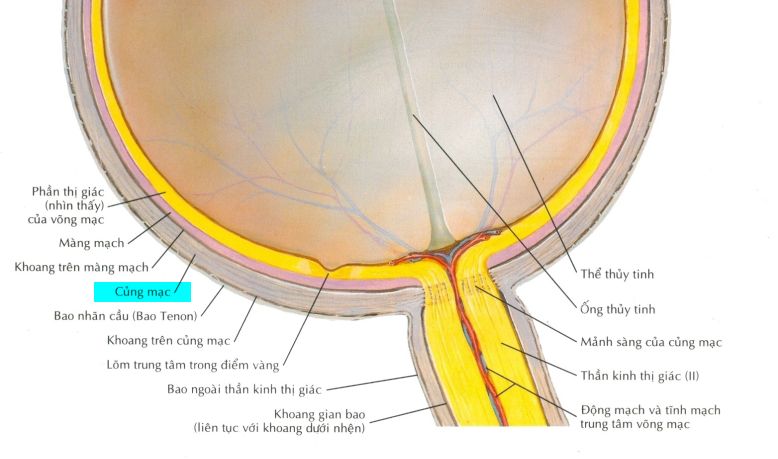 Phần thị giác
(nhìn thấy)
của võng mạc
Màng mạch
Khoang trên màng mạch
Củng mạc
Bao nhãn cầu (Bao Tenon)
Khoang trên củng mạc
Lõm trung tâm trong điểm vàng
Bao ngoài thần kinh thị giác
Khoang gian bao
(liên tục với khoang dưới nhện)
Thể thủy tinh
Ống thủy tinh
Mảnh sàng của củng mạc
Thần kinh thị giác (II)
Động mạch và tĩnh mạch
trung tâm võng mạc